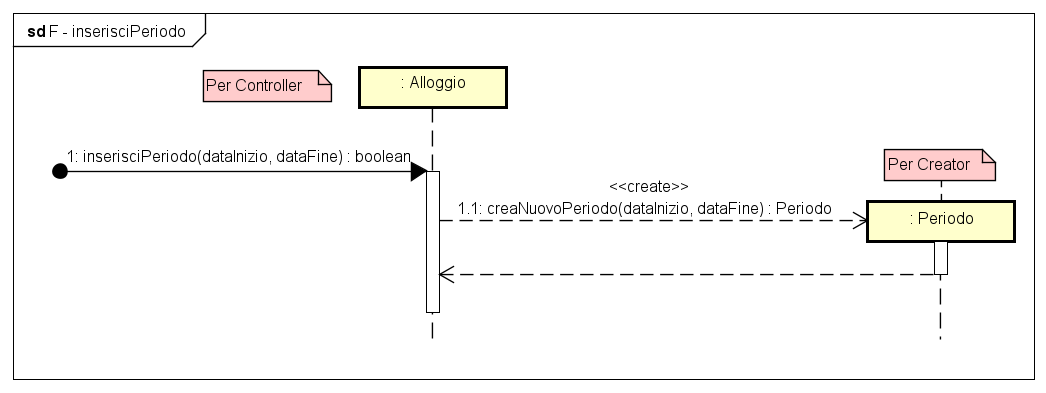 sd F - inserisciPeriodo
Per Controller
: Alloggio
1: inserisciPeriodo(dataInizio, dataFine) : boolean
Per Creator
<<create>>
1.1: creaNuovoPeriodo(dataInizio, dataFine) : Periodo
: Periodo